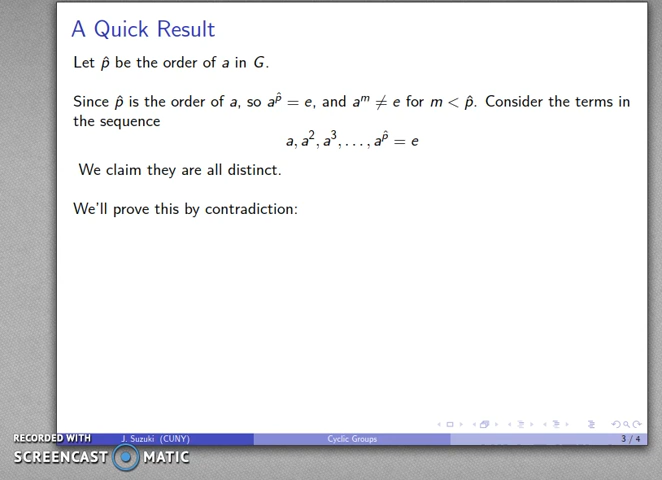 A Quick Result
Let p̂ be the order of a in G.
Since p̂ is the order of a, so a^p̂ = e, and a^m ≠ e for m < p̂. Consider the terms in
the sequence
a, a², a³, . . . , a^p̂ = e
We claim they are all distinct.
We'll prove this by contradiction:
J. Suzuki (CUNY) Cyclic Groups 3 / 4
RECORDED WITH
SCREENCAST MATIC